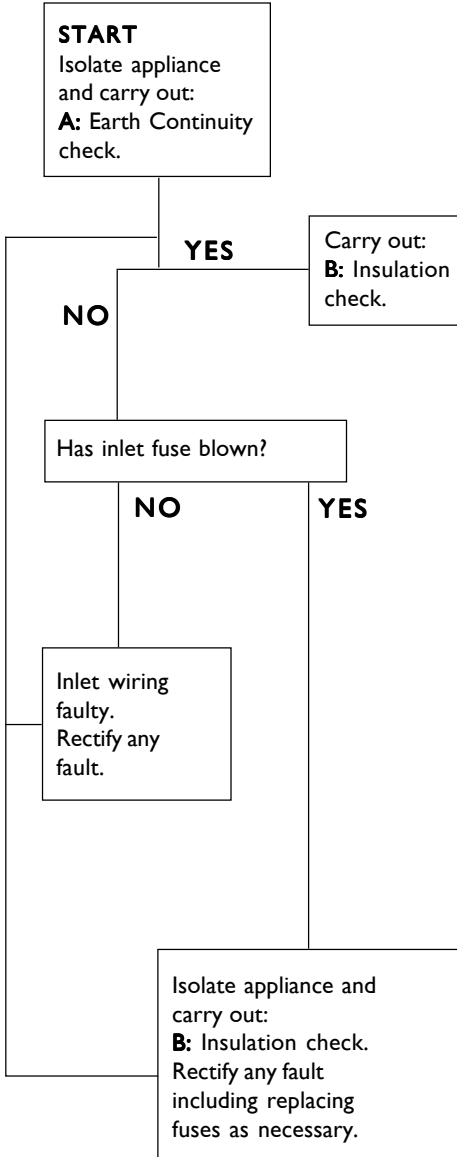 START
Isolate appliance
and carry out:
A: Earth Continuity
check.
YES
Carry out:
B: Insulation
check.
NO
Has inlet fuse blown?
NO
YES
Inlet wiring
faulty.
Rectify any
fault.
Isolate appliance and
carry out:
B: Insulation check.
Rectify any fault
including replacing
fuses as necessary.